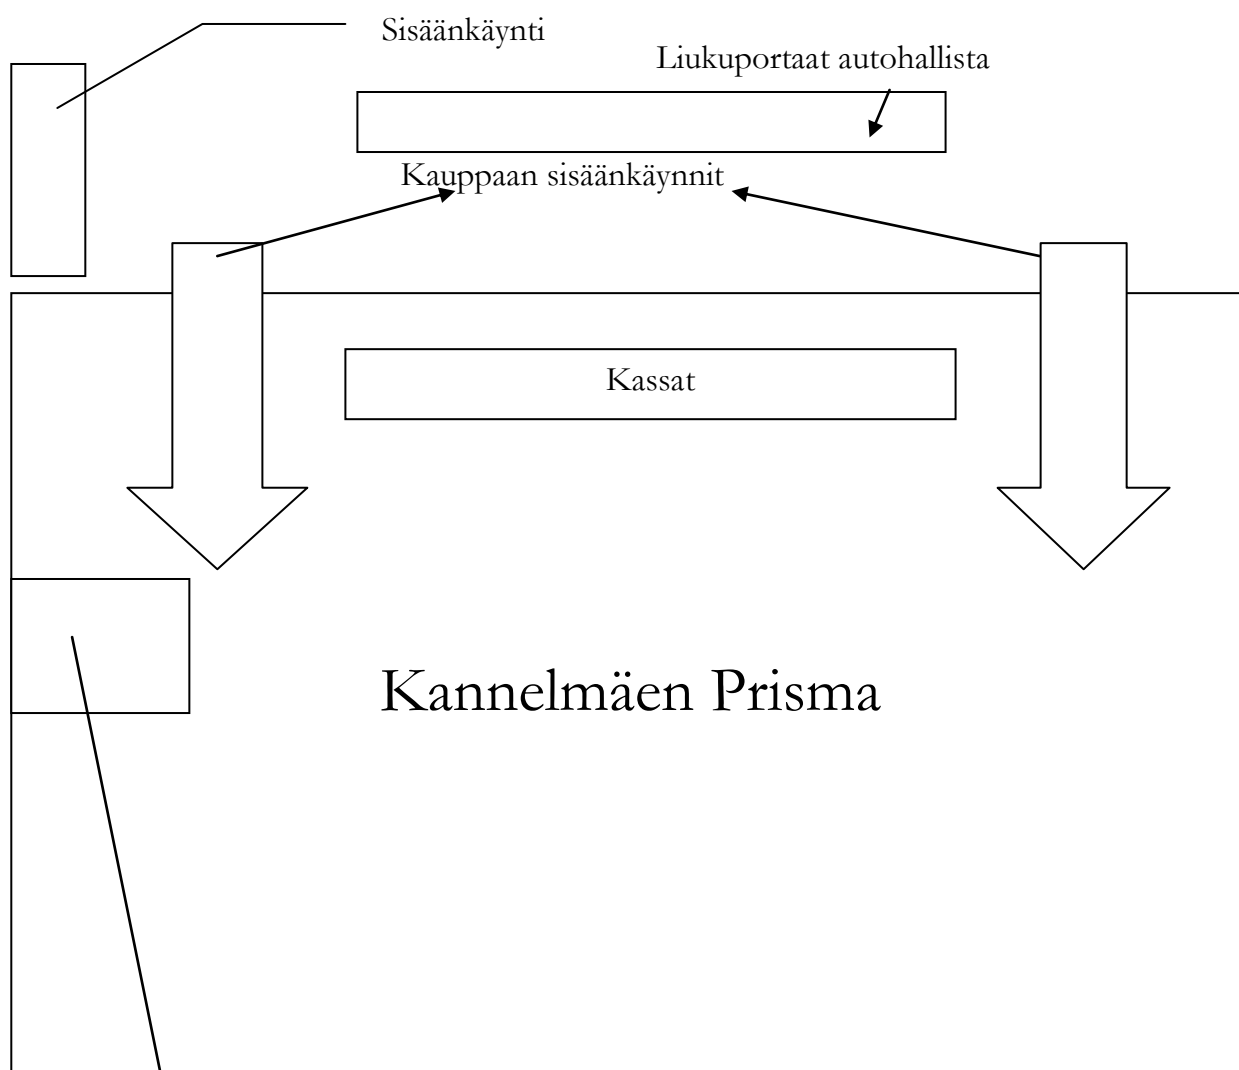 Sisäänkäynti
Liukuportaat autohallista
Kauppaan sisäänkäynnit
Kassat
Kannelmäen Prisma